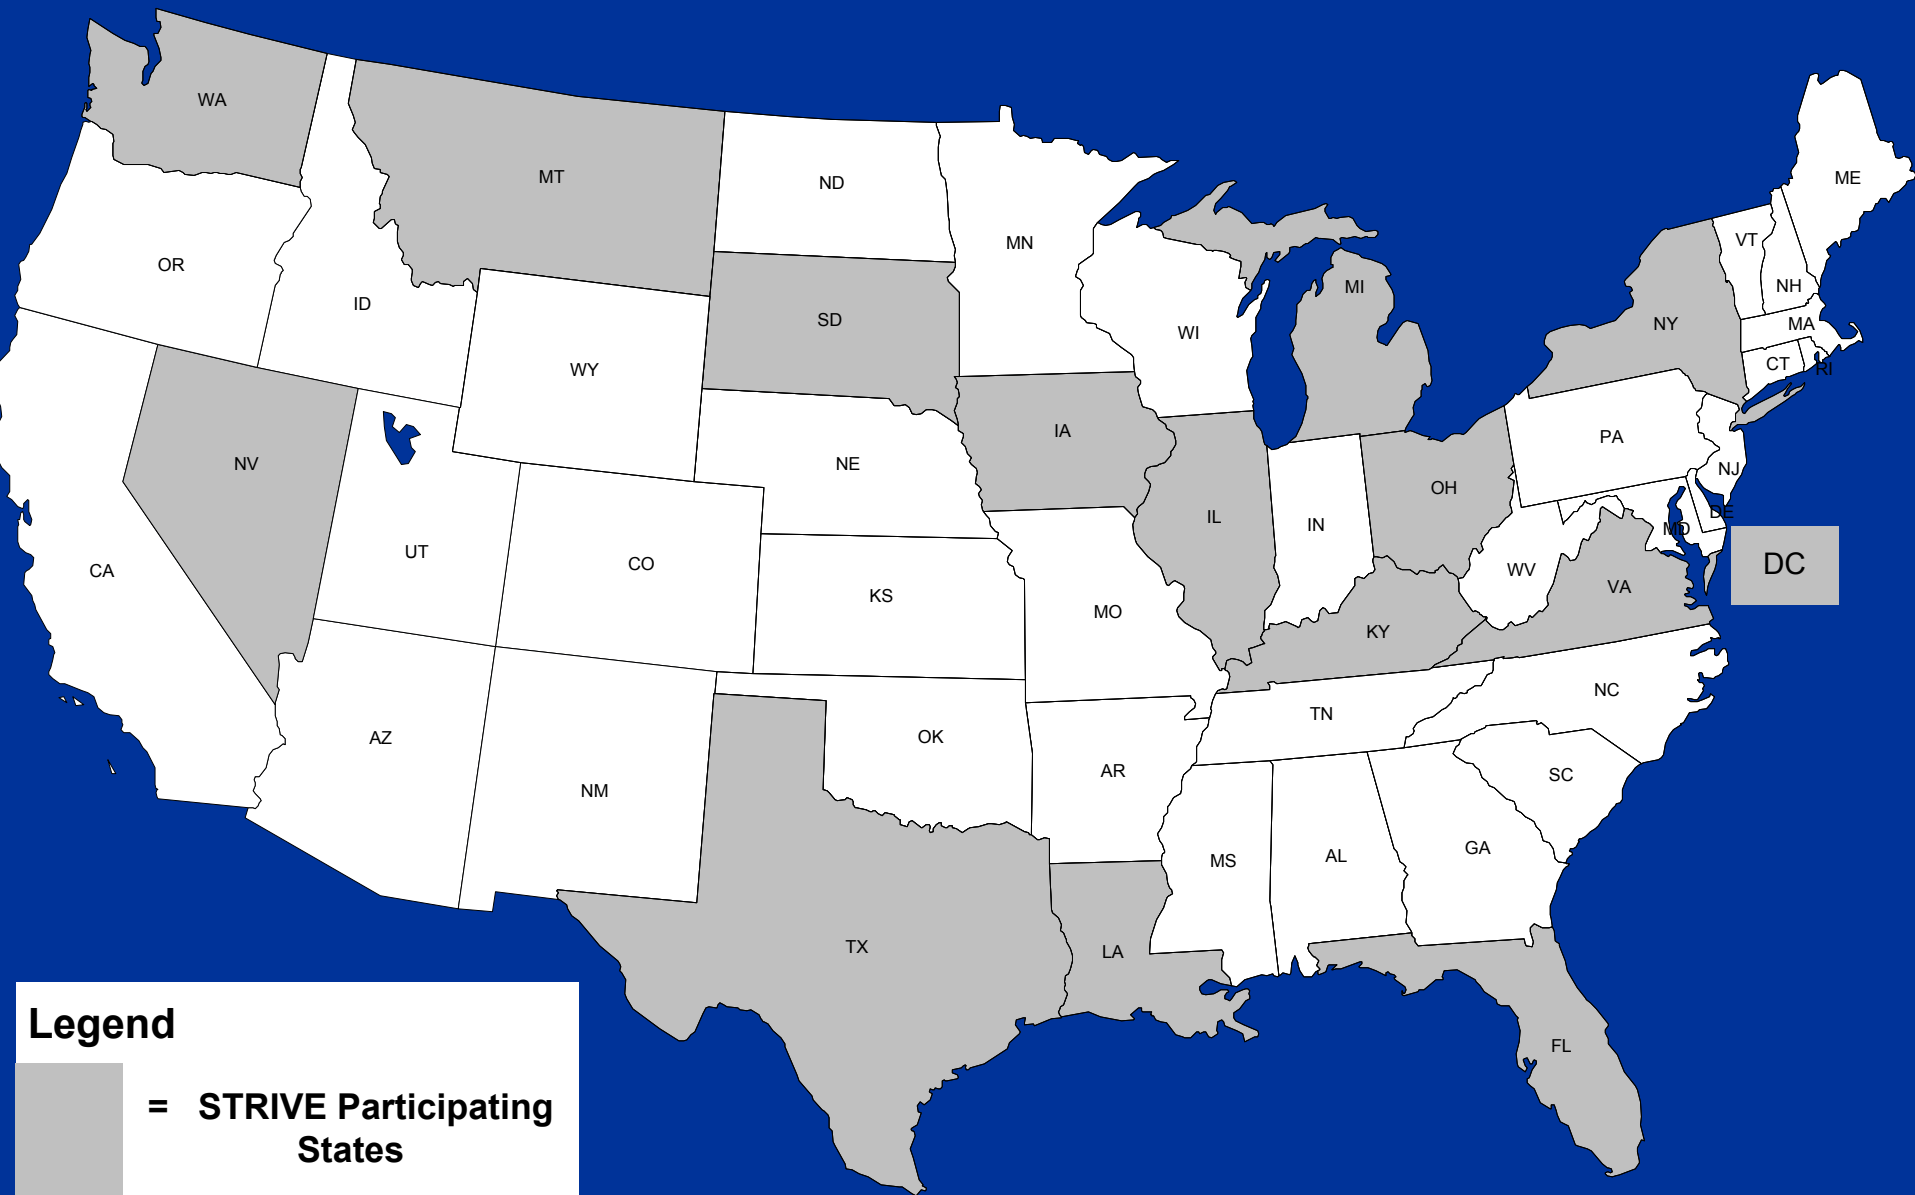 WA
MT
ND
MN
ME
OR
ID
SD
WI
MI
VT
NH
NY
MA
CT
RI
WY
NV
NE
IA
IL
IN
OH
PA
NJ
DE
MD
DC
CA
UT
CO
KS
MO
WV
VA
KY
AZ
NM
OK
AR
TN
NC
SC
MS
AL
GA
TX
LA
FL
Legend
= STRIVE Participating
States